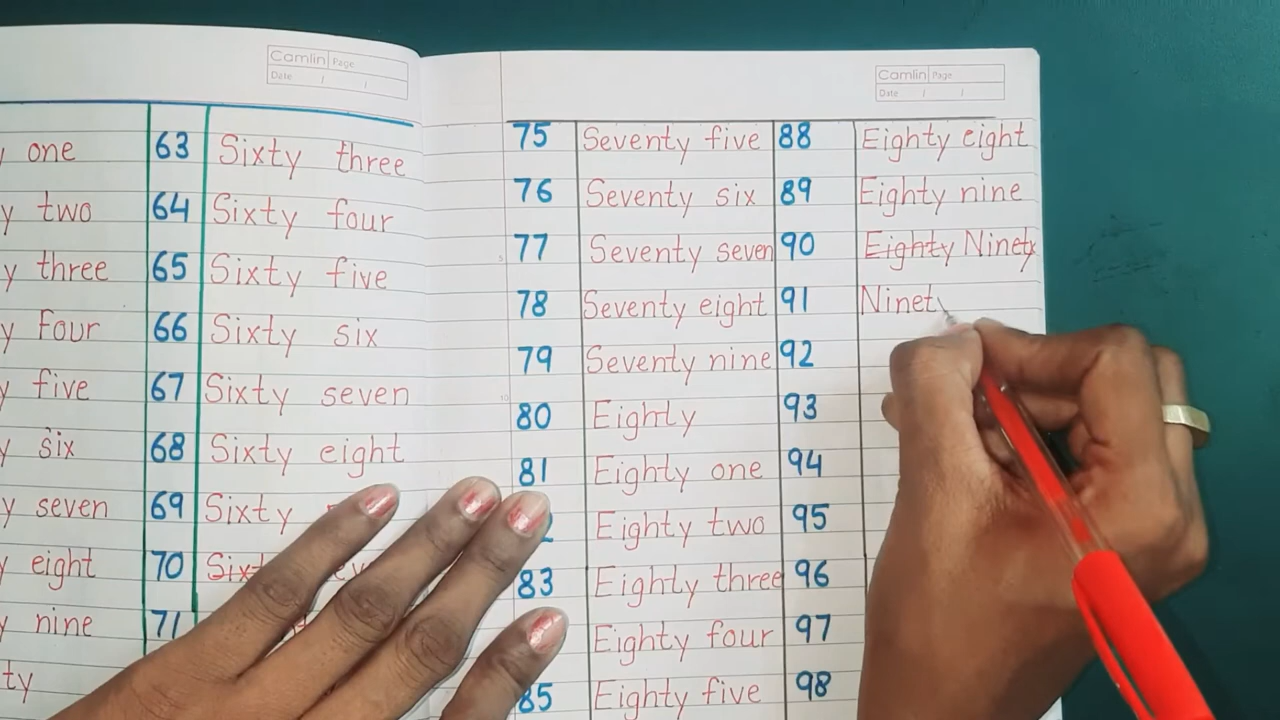 Camlin Page
Date / /
y one 63 Sixty three
y two 64 Sixty four
y three 65 Sixty five
y Four 66 Sixty six
y five 67 Sixty seven
y six 68 Sixty eight
y seven 69 Sixty
y eight 70
y nine 71
ty
Camlin Page
Date / /
75 Seventy five 88 Eighty eight
76 Seventy six 89 Eighty nine
77 Seventy seven 90 Eighty Ninety
78 Seventy eight 91 Ninety
79 Seventy nine 92
80 Eighty 93
81 Eighty one 94
Eighty two 95
83 Eighty three 96
Eighty four 97
85 Eighty five 98